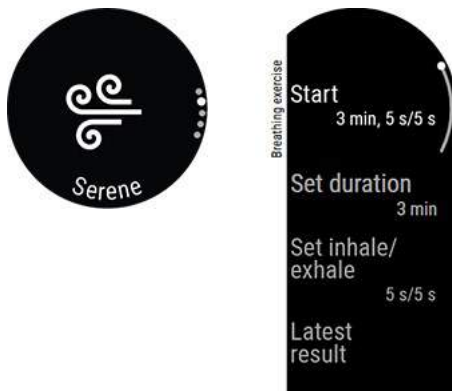 Serene
Breathing exercise
Start
3 min, 5 s/5 s
Set duration
3 min
Set inhale/
exhale
5 s/5 s
Latest
result